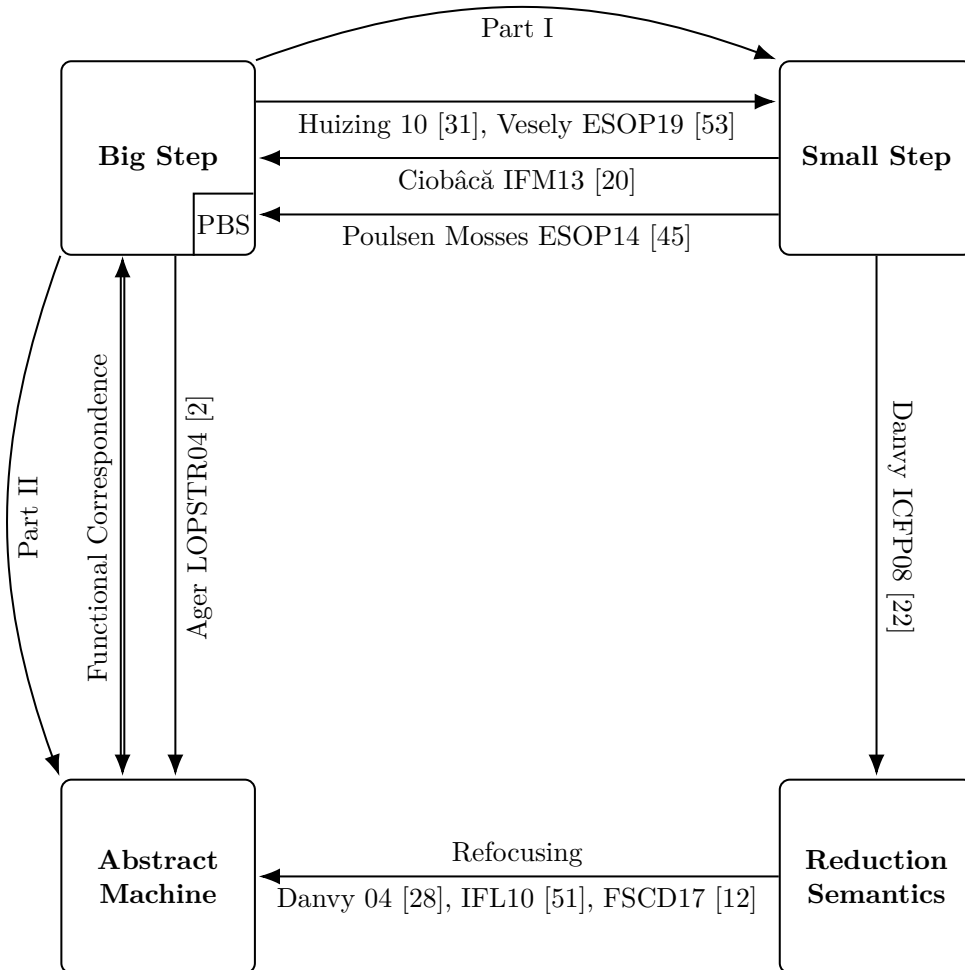 Part I
Huizing 10 [31], Vesely ESOP19 [53]
Big Step
Small Step
Ciobâcă IFM13 [20]
PBS
Poulsen Mosses ESOP14 [45]
Part II
Functional Correspondence
Ager LOPSTR04 [2]
Danvy ICFP08 [22]
Abstract
Machine
Refocusing
Danvy 04 [28], IFL10 [51], FSCD17 [12]
Reduction
Semantics